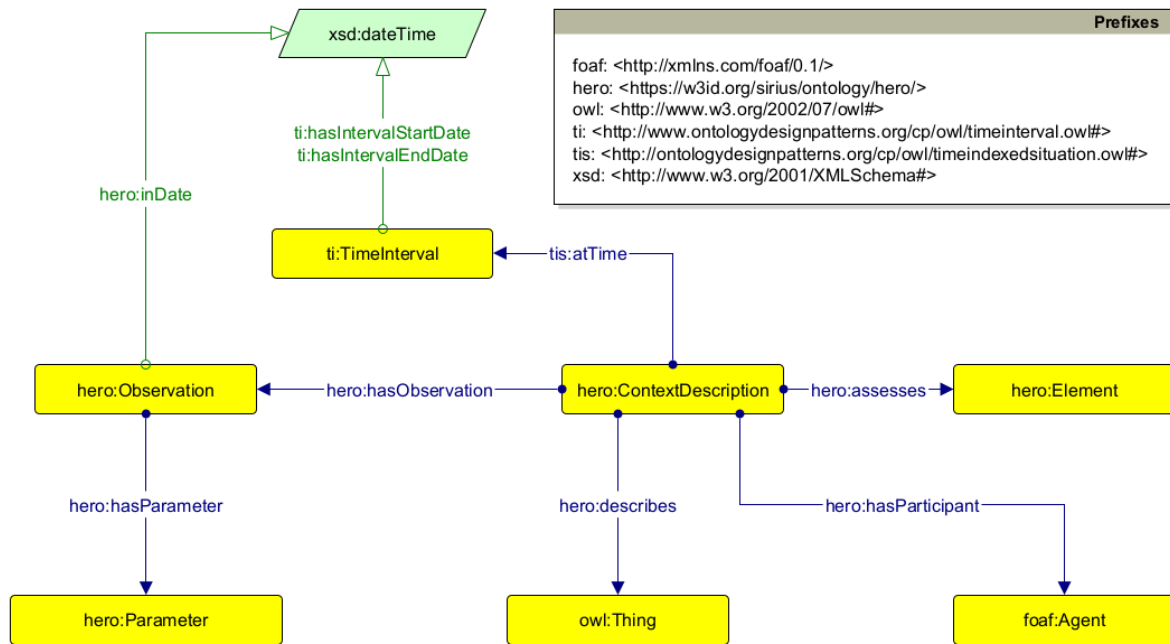 xsd:dateTime
Prefixes
foaf: <http://xmlns.com/foaf/0.1/>
hero: <https://w3id.org/sirius/ontology/hero/>
owl: <http://www.w3.org/2002/07/owl#>
ti: <http://www.ontologydesignpatterns.org/cp/owl/timeinterval.owl#>
tis: <http://ontologydesignpatterns.org/cp/owl/timeindexedsituation.owl#>
xsd: <http://www.w3.org/2001/XMLSchema#>
ti:hasIntervalStartDate
ti:hasIntervalEndDate
hero:inDate
ti:TimeInterval
tis:atTime
hero:Observation
hero:hasObservation
hero:ContextDescription
hero:assesses
hero:Element
hero:hasParameter
hero:describes
hero:hasParticipant
hero:Parameter
owl:Thing
foaf:Agent